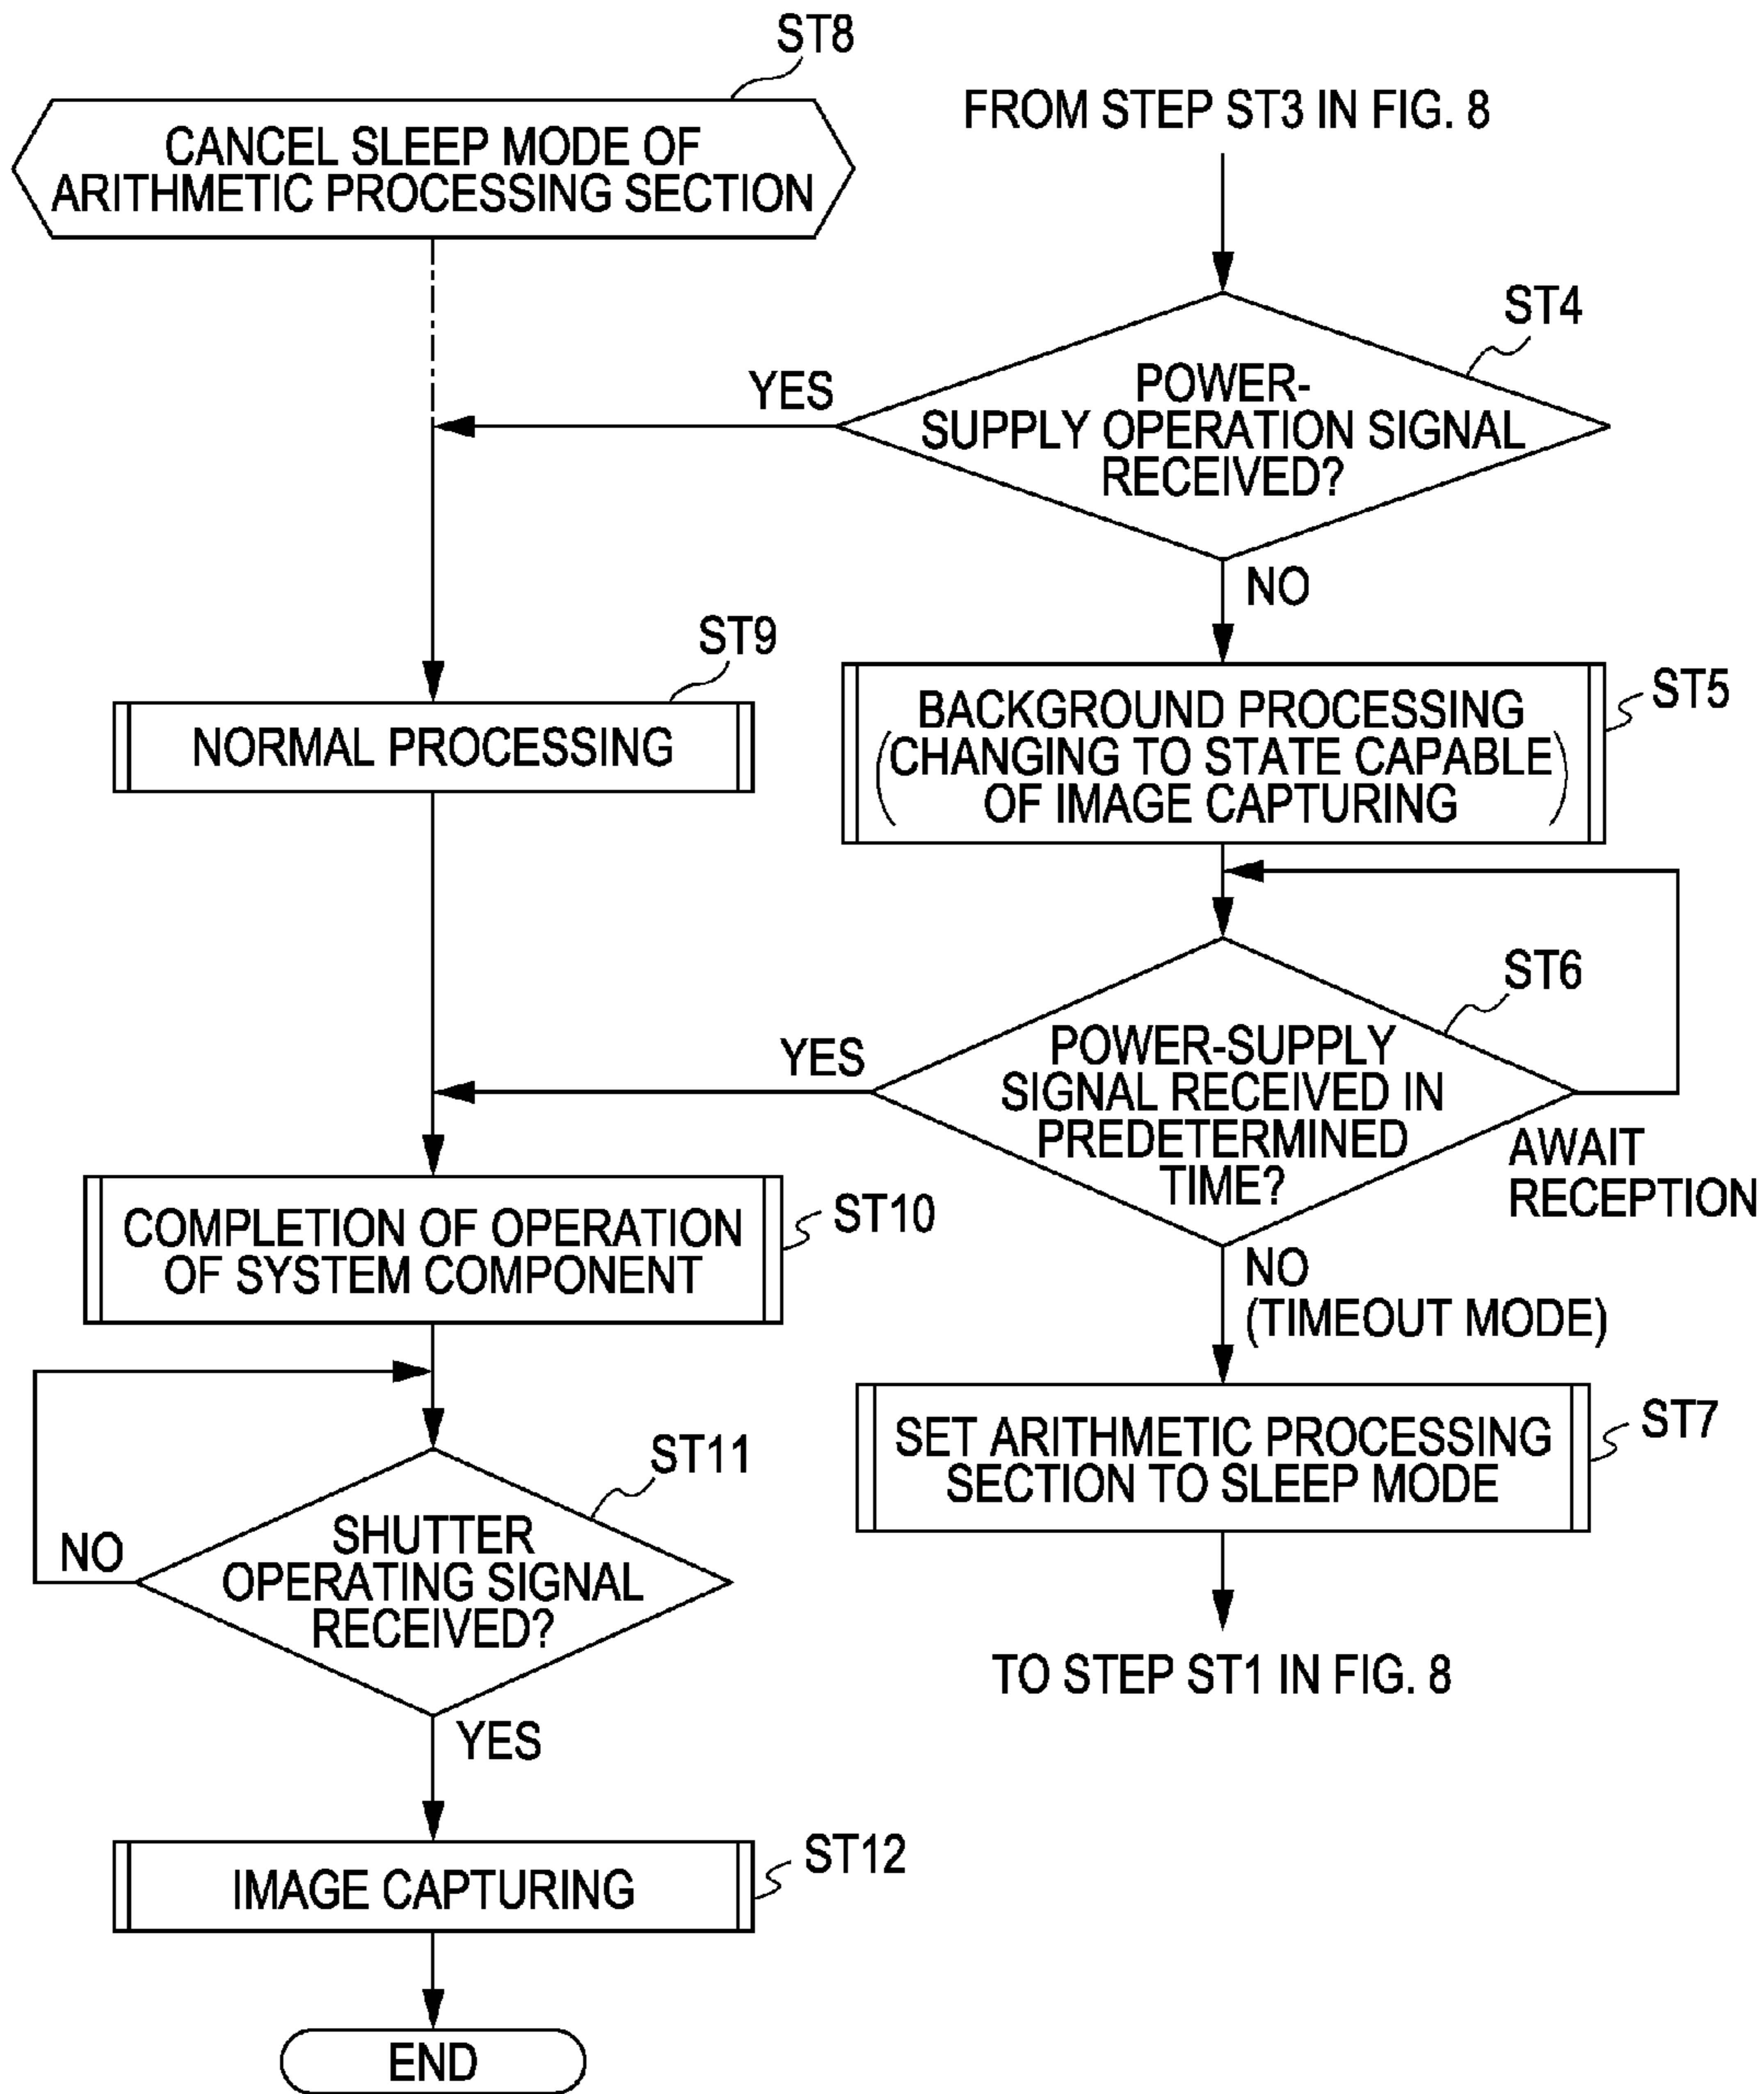 ST8
CANCEL SLEEP MODE OF
ARITHMETIC PROCESSING SECTION
FROM STEP ST3 IN FIG. 8
ST4
POWER-
SUPPLY OPERATION SIGNAL
RECEIVED?
YES
NO
ST9
NORMAL PROCESSING
ST5
BACKGROUND PROCESSING
(CHANGING TO STATE CAPABLE
OF IMAGE CAPTURING)
ST6
POWER-SUPPLY
SIGNAL RECEIVED IN
PREDETERMINED
TIME?
YES
AWAIT
RECEPTION
NO
(TIMEOUT MODE)
ST10
COMPLETION OF OPERATION
OF SYSTEM COMPONENT
ST7
SET ARITHMETIC PROCESSING
SECTION TO SLEEP MODE
TO STEP ST1 IN FIG. 8
ST11
SHUTTER
OPERATING SIGNAL
RECEIVED?
NO
YES
ST12
IMAGE CAPTURING
END